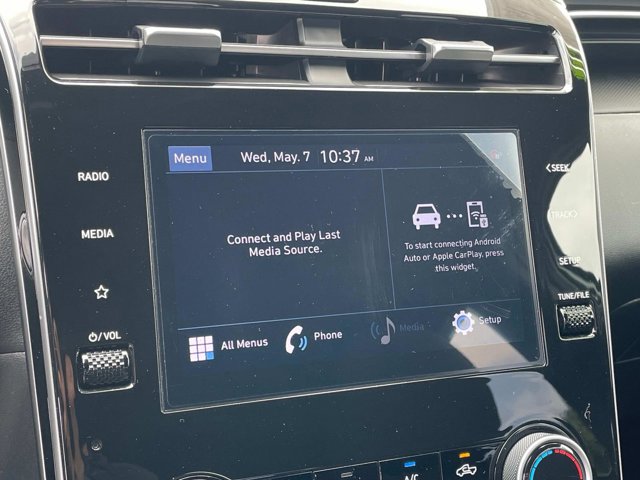 RADIO
MEDIA
☆
⏻/VOL
Menu
Wed, May. 7 10:37 AM
Connect and Play Last
Media Source.
To start connecting Android
Auto or Apple CarPlay, press
this widget.
All Menus
Phone
Media
Setup
<SEEK
TRACK>
SETUP
TUNE/FILE
A/C